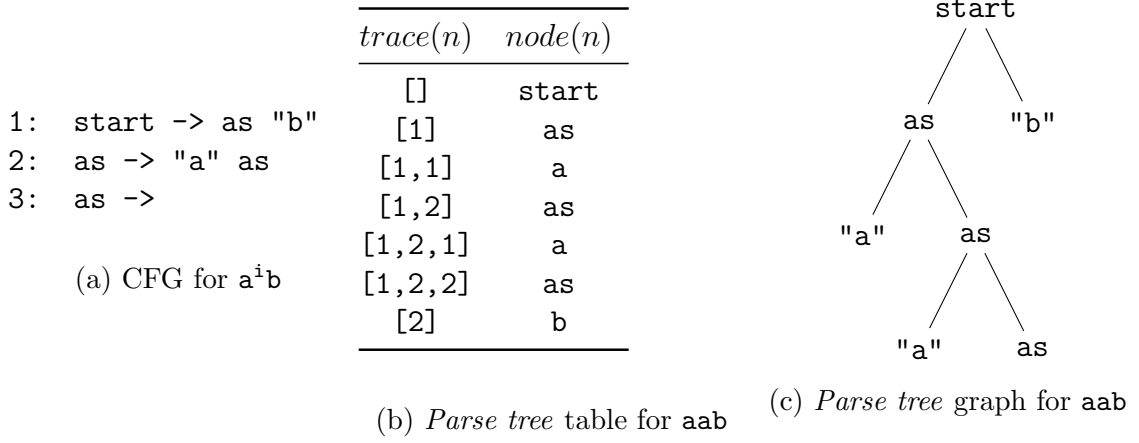 1: start -> as "b"
2: as -> "a" as
3: as ->
(a) CFG for aⁱb
trace(n) node(n)
[] start
[1] as
[1,1] a
[1,2] as
[1,2,1] a
[1,2,2] as
[2] b
(b) Parse tree table for aab
start
as "b"
"a" as
"a" as
(c) Parse tree graph for aab